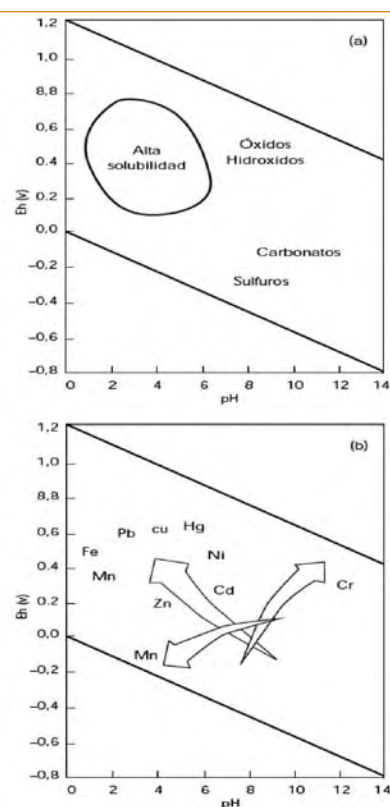 (a)
1,2
8,8
0,6
0,4
0,2
0.0
−0,2
−0,4
−0,6
−0,8
Eh (v)
Alta
solubilidad
Óxidos
Hidroxidos
Carbonatos
Sulfuros
0 2 4 6 8 10 12 14
pH
(b)
1,2
1,0
8,8
0,6
0,4
0,2
0.0
−0,2
−0,4
−0,6
−0,8
Eh (v)
Pb cu Hg
Fe
Ni
Mn
Cd
Cr
Zn
Mn
0 2 4 6 8 10 12 14
pH